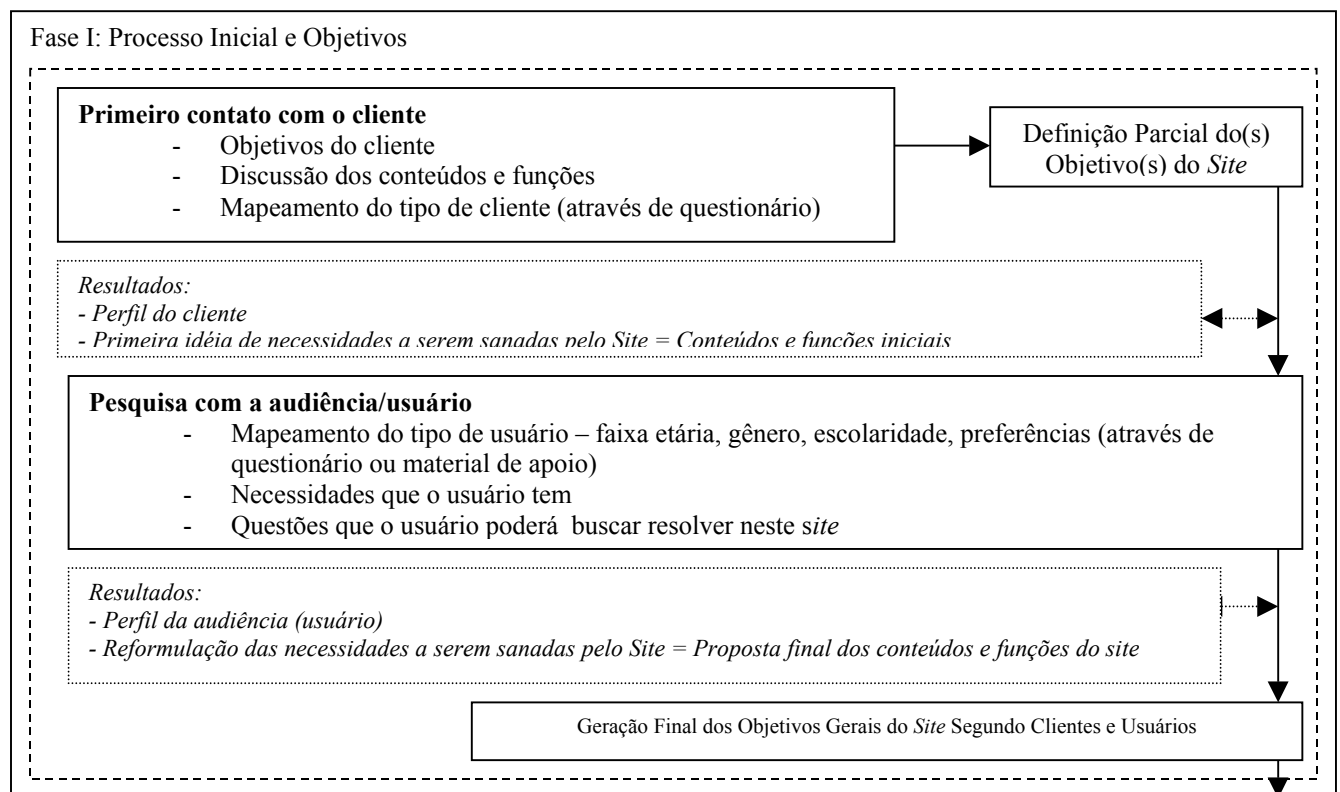 Fase I: Processo Inicial e Objetivos
Primeiro contato com o cliente
- Objetivos do cliente
- Discussão dos conteúdos e funções
- Mapeamento do tipo de cliente (através de questionário)
Definição Parcial do(s)
Objetivo(s) do Site
Resultados:
- Perfil do cliente
- Primeira idéia de necessidades a serem sanadas pelo Site = Conteúdos e funções iniciais
Pesquisa com a audiência/usuário
- Mapeamento do tipo de usuário – faixa etária, gênero, escolaridade, preferências (através de
questionário ou material de apoio)
- Necessidades que o usuário tem
- Questões que o usuário poderá buscar resolver neste site
Resultados:
- Perfil da audiência (usuário)
- Reformulação das necessidades a serem sanadas pelo Site = Proposta final dos conteúdos e funções do site
Geração Final dos Objetivos Gerais do Site Segundo Clientes e Usuários